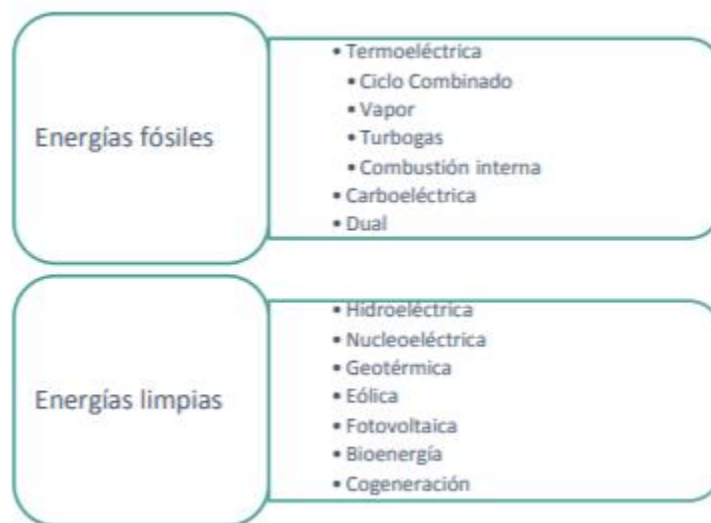 Energías fósiles
• Termoeléctrica
▪ Ciclo Combinado
▪ Vapor
▪ Turbogas
▪ Combustión interna
• Carboeléctrica
• Dual
Energías limpias
• Hidroeléctrica
• Nucleoeléctrica
• Geotérmica
• Eólica
• Fotovoltaica
• Bioenergía
• Cogeneración